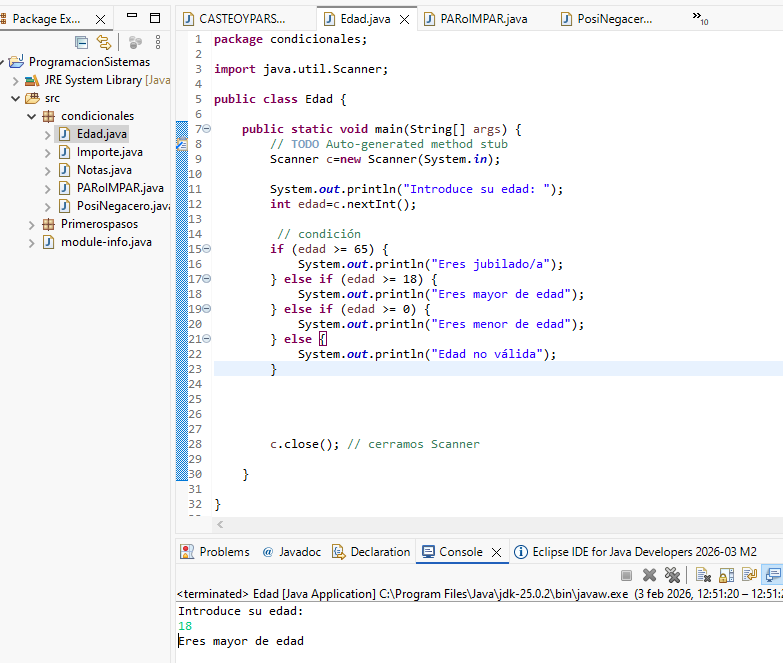 Package Ex...
CASTEOYPARS...
Edad.java
PARoIMPAR.java
PosiNegacer...
»10
ProgramacionSistemas
JRE System Library [Java
src
condicionales
Edad.java
Importe.java
Notas.java
PARoIMPAR.java
PosiNegacero.java
Primerospasos
module-info.java
1 package condicionales;
2
3 import java.util.Scanner;
4
5 public class Edad {
6
7 public static void main(String[] args) {
8 // TODO Auto-generated method stub
9 Scanner c=new Scanner(System.in);
10
11 System.out.println("Introduce su edad: ");
12 int edad=c.nextInt();
13
14 // condición
15 if (edad >= 65) {
16 System.out.println("Eres jubilado/a");
17 } else if (edad >= 18) {
18 System.out.println("Eres mayor de edad");
19 } else if (edad >= 0) {
20 System.out.println("Eres menor de edad");
21 } else {
22 System.out.println("Edad no válida");
23 }
24
25
26
27
28 c.close(); // cerramos Scanner
29
30 }
31
32 }
Problems
@ Javadoc
Declaration
Console
Eclipse IDE for Java Developers 2026-03 M2
<terminated> Edad [Java Application] C:\Program Files\Java\jdk-25.0.2\bin\javaw.exe (3 feb 2026, 12:51:20 – 12:51:
Introduce su edad:
18
Eres mayor de edad